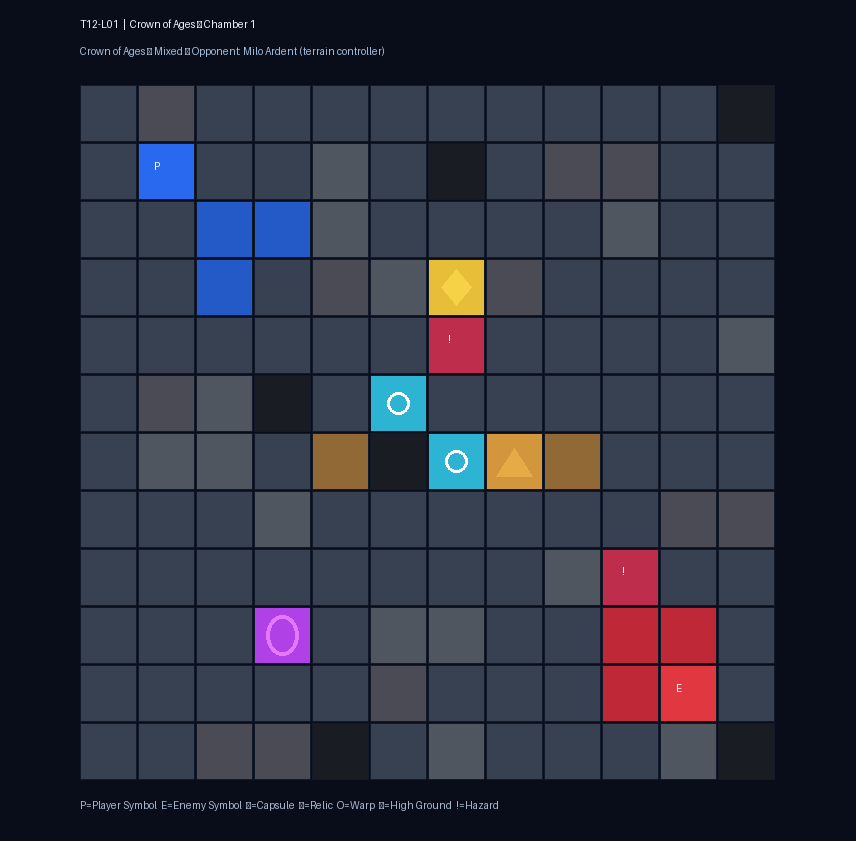 T12-L01 | Crown of Ages▯Chamber 1
Crown of Ages▯Mixed ▯Opponent: Milo Ardent (terrain controller)
P
!
!
E
P=Player Symbol E=Enemy Symbol ▯=Capsule ▯=Relic O=Warp ▯=High Ground !=Hazard